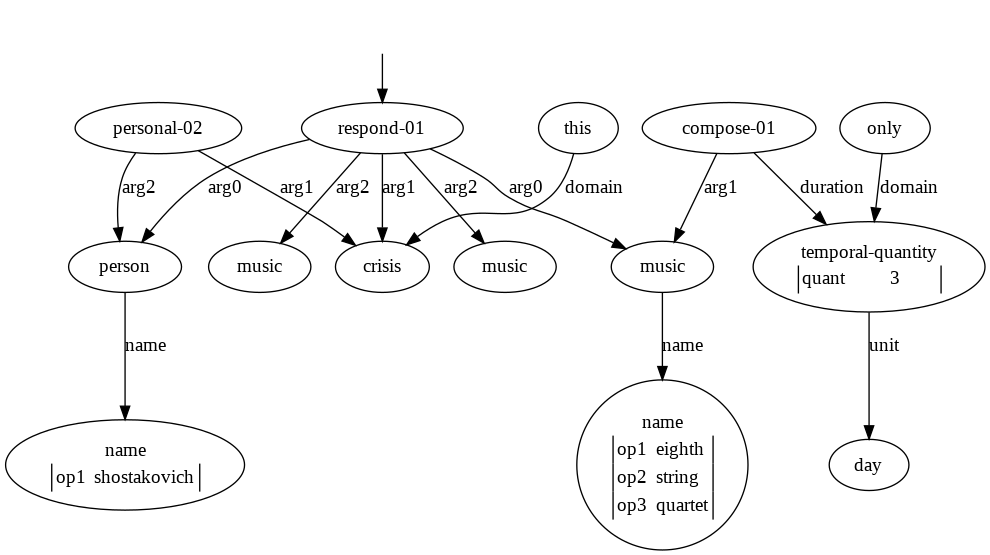 personal-02
respond-01
this
compose-01
only
arg2
arg0
arg1
arg2
arg1
arg2
arg0
domain
arg1
duration
domain
person
music
crisis
music
music
temporal-quantity
quant 3
name
name
unit
name
op1 shostakovich
name
op1 eighth
op2 string
op3 quartet
day